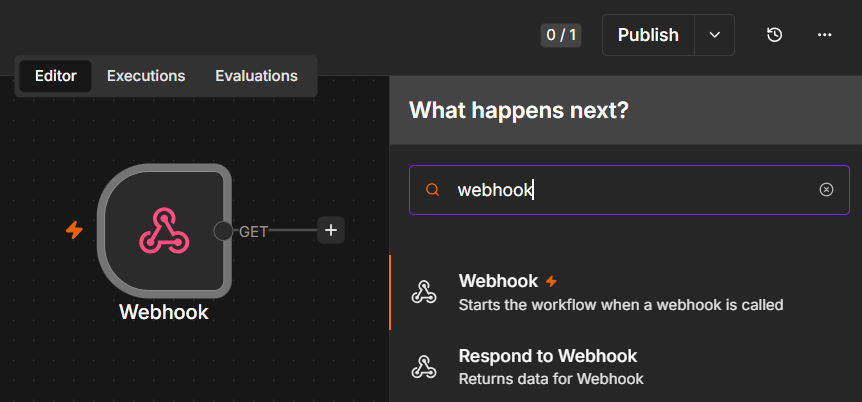 0 / 1
Publish
Editor
Executions
Evaluations
What happens next?
webhook
GET
Webhook
Webhook
Starts the workflow when a webhook is called
Respond to Webhook
Returns data for Webhook